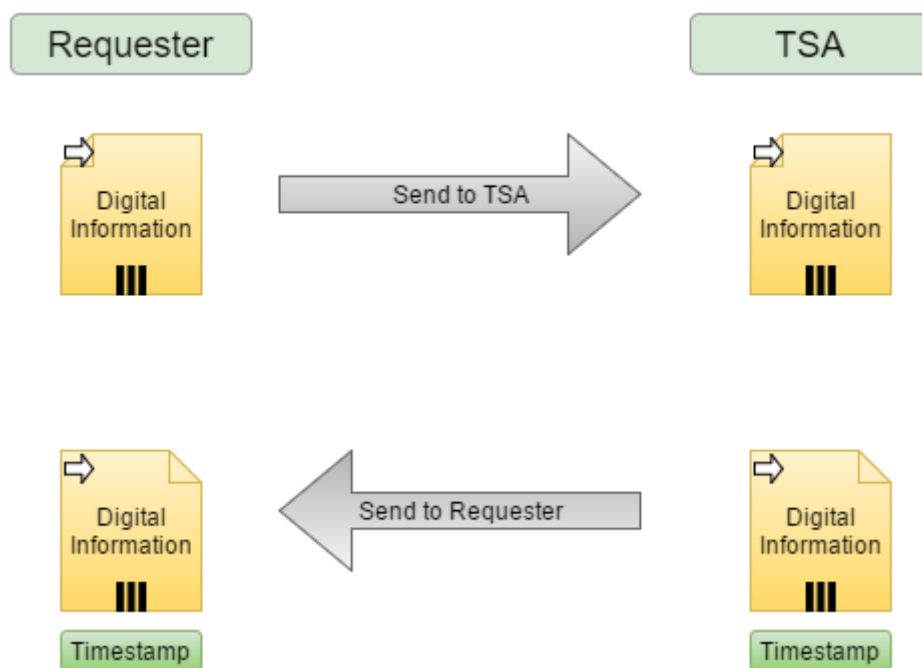 Requester
TSA
Digital
Information
Send to TSA
Digital
Information
Digital
Information
Send to Requester
Digital
Information
Timestamp
Timestamp